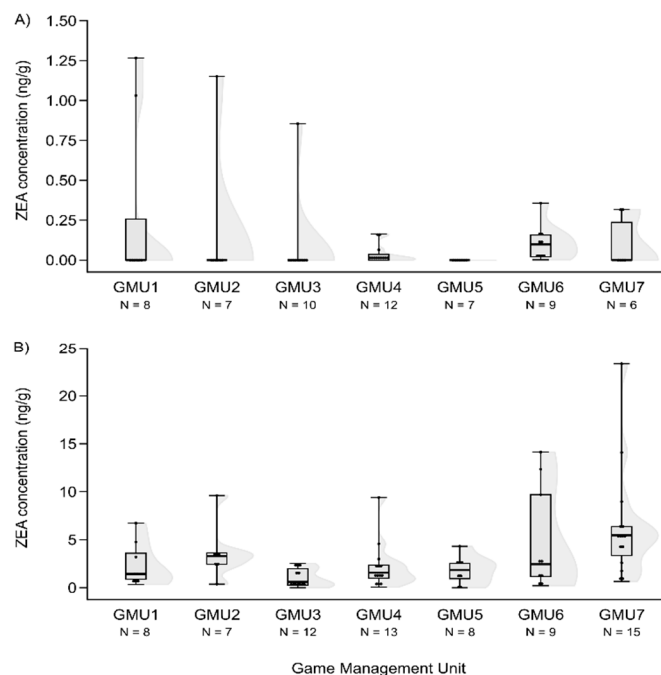 A)
ZEA concentration (ng/g)
1.50
1.25
1.00
0.75
0.50
0.25
0.00
GMU1 GMU2 GMU3 GMU4 GMU5 GMU6 GMU7
N = 8 N = 7 N = 10 N = 12 N = 7 N = 9 N = 6
B)
ZEA concentration (ng/g)
25
20
15
10
5
0
GMU1 GMU2 GMU3 GMU4 GMU5 GMU6 GMU7
N = 8 N = 7 N = 12 N = 13 N = 8 N = 9 N = 15
Game Management Unit